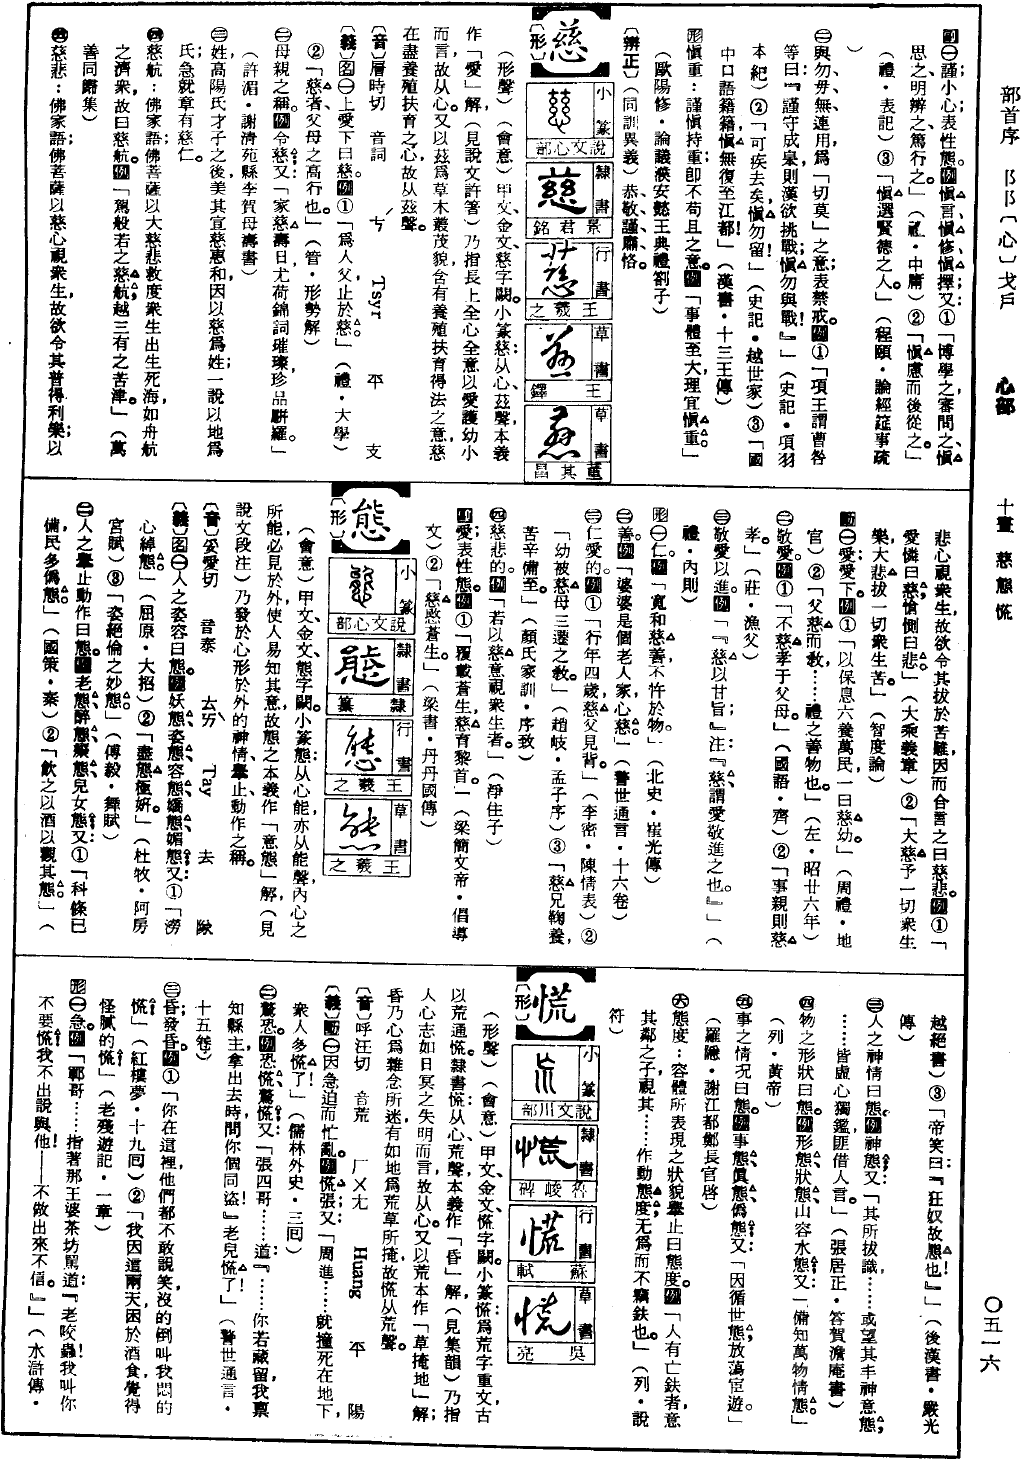 部首序　阝阝〔心〕戈戶　心部　十畫　慈態慌　〇五一六
副㊀謹小心;表性態。例愼言,愼修,愼擇;又:①「博學之,審問之,愼
思之,明辨之,篤行之。」(禮·中庸)②「愼慮而後從之。」
(禮·表記)③「愼選賢德之人。」(程頤·論經筵事疏
)
㊁與勿、毋、無連用,爲「切莫」之意;表禁戒。例①「項王謂曹咎
等曰:『謹守成皋,則漢欲挑戰,愼勿與戰!』」(史記·項羽
本紀)②「可疾去矣,愼勿留!」(史記·越世家)③「國
中口語籍籍,愼無復至江都!」(漢書·十三王傳)
形愼重:謹愼持重;卽不苟且之意。例「事體至大,理宜愼重。」
(歐陽修·論議濮安懿王典禮劄子)
〔辨正〕(同訓異義)恭、敬、謹、肅、恪。
慈
〔形〕
小篆　說文心部
隸書　景君銘
行書　王羲之
草書　王鐸
草書　董其昌
(形聲)(會意)甲文、金文慈字闕。小篆慈:从心、玆聲,本義
作「愛」解,(見說文許箸)乃指長上全心全意以愛護幼小
而言,故从心。又以茲爲草木叢茂貌,含有養殖扶育得法之意,慈
在盡養殖扶育之心,故从玆聲。
〔音〕層時切　音詞　ㄘˊ　Tsyr　平　支
〔義〕名㊀上愛下曰慈。例①「爲人父,止於慈。」(禮·大學)
②「慈者,父母之高行也。」(管·形勢解)
㊁母親之稱。例令慈;又:「家慈壽日,尤荷錦詞璀璨,珍品駢羅。」
(許湄·謝清苑縣李賀母壽書)
㊂姓,高陽氏才子之後,美其宣慈惠和,因以慈爲姓;一說以地爲
氏;急就章有慈仁。
㊃慈航:佛家語;佛菩薩以大慈悲救度衆生出生死海,如舟航
之濟衆,故曰慈航。例「駕般若之慈航,越三有之苦津。」(萬
善同歸集)
㊄慈悲:佛家語;佛菩薩以慈心視衆生,故欲令其普得利樂;以
悲心視衆生,故欲令其拔於苦難,因而合言之曰慈悲。例①「
愛憐曰慈,愴惻曰悲。」(大乘義章)②「大慈予一切衆生
樂,大悲拔一切衆生苦。」(智度論)
動㊀愛;愛下。例①「以保息六養萬民:一曰慈幼。」(周禮·地
官)②「父慈而教,……禮之善物也。」(左·昭廿六年)
㊁敬愛。例①「不慈孝于父母。」(國語·齊)②「事親則慈
孝。」(莊·漁父)
㊂敬愛以進。例「『慈以甘旨』,注:『慈,謂愛敬進之也。』」(
禮·內則)
形㊀仁。例「寬和慈善,不忤於物。」(北史·崔光傳)
㊁善。例「婆婆是個老人家,心慈。」(警世通言·十六卷)
㊂仁愛的。例①「行年四歲,慈父見背。」(李密·陳情表)②
「幼被慈母三遷之敎。」(趙岐·孟子序)③「慈兄鞠養,
苦辛備至。」(顏氏家訓·序致)
㊃慈悲的。例「若以慈意視衆生者。」(淨住子)
副愛;表性態。例①「覆載蒼生,慈育黎首。」(梁簡文帝·倡導
文)②「慈愍蒼生。」(梁書·丹丹國傳)
態
〔形〕
小篆　說文心部
隸書　隸篹
行書　王羲之
草書　王羲之
(會意)甲文、金文態字闕。小篆態:从心能,亦从能聲,內心之
所能必見於外,使人易知其意,故態之本義作「意態」解,(見
說文段注)乃發於心形於外的神情、舉止、動作之稱。
〔音〕妥愛切　音泰　ㄊㄞˋ　Tay　去　隊
〔義〕名㊀人之姿容曰態。例妖態,姿態,容態,嬌態,媚態;又:①「滂
心綽態。」(屈原·大招)②「盡態極姸。」(杜牧·阿房
宮賦)③「姿絕倫之妙態。」(傅毅·舞賦)
㊁人之舉止動作曰態。例老態,醉態,癡態,兒女態;又:①「科條已
備,民多僞態。」(國策·秦)②「飲之以酒,以觀其態。」(
越絕書)③「帝笑曰:『狂奴故態也!』」(後漢書·嚴光
傳)
㊂人之神情曰態。例神態;又:「其所拔識……或望其丰神意態,
……皆虛心獨鑑,匪借人言。」(張居正·答賀澹庵書)
㊃物之形狀曰態。例形態,狀態,山容水態;又:「備知萬物情態。」
(列·黃帝)
㊄事之情况曰態。例事態,眞態,僞態;又:「因循世態,放蕩宦遊。」
(羅隱·謝江都鄭長官啓)
㊅態度:容體所表現之狀貌、舉止曰態度。例「人有亡鈇者,意
其鄰之子,視其……作動態度,无爲而不竊鈇也。」(列·說
符)
慌
〔形〕
小篆　說文川部
隸書　魯峻碑
行書　蘇軾
草書　吳亮
(形聲)(會意)甲文、金文慌字闕。小篆慌:爲㠩字重文,古
以荒通慌。隸書慌:从心、荒聲,本義作「昏」解,(見集韻)乃指
人心志如日冥之失明而言,故从心。又以荒本作「草掩地」解;
昏乃心爲雜念所迷,有如地爲荒草所掩,故慌从荒聲。
〔音〕呼汪切　音荒　ㄏㄨㄤ　Huang　平　陽
〔義〕動㊀因急迫而忙亂。例慌張;又:「周進……就撞死在地下,
衆人多慌了!」(儒林外史·三回)
㊁驚恐。例恐慌,驚慌;又:「張四哥……道:『……你若藏留我,稟
知縣主,拿出去時,問你個同盜!』老兒慌了!」(警世通言·
十五卷)
㊂昏;發昏。例①「你在這裡,他們都不敢說笑,沒的倒叫我悶的
慌。」(紅樓夢·十九回)②「我因這兩天困於酒食,覺得
怪膩的慌。」(老殘遊記·一章)
形㊀急。例「鄆哥……指著那王婆茶坊駡道:『老咬蟲!我叫你
不要慌,我不出說與他!——不做出來不信。』」(水滸傳·